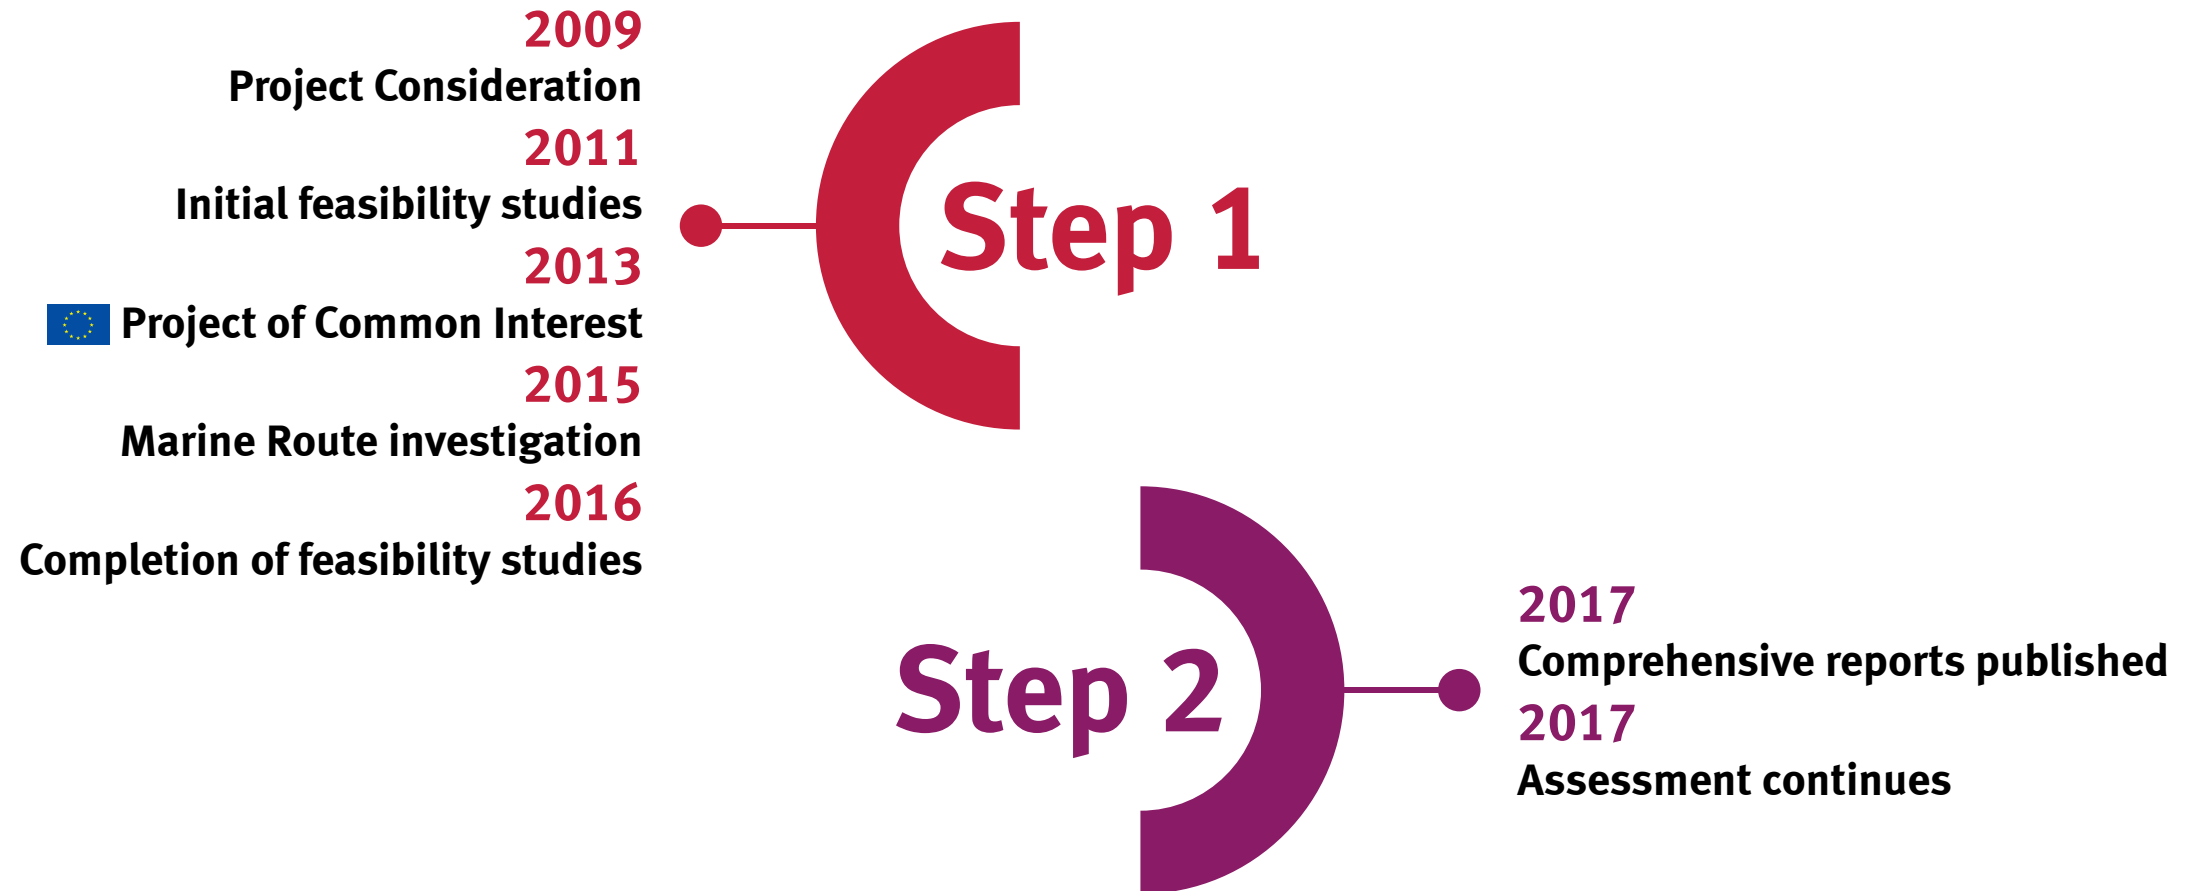 2009
Project Consideration
2011
Initial feasibility studies
2013
Project of Common Interest
2015
Marine Route investigation
2016
Completion of feasibility studies
Step 1
Step 2
2017
Comprehensive reports published
2017
Assessment continues